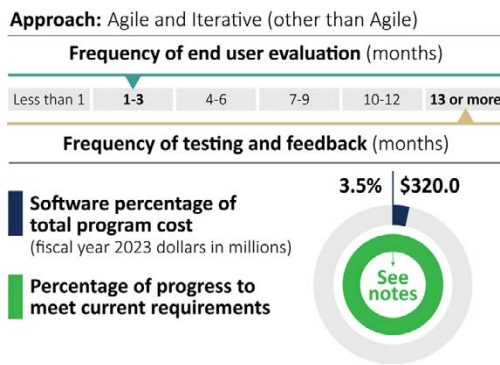 Approach: Agile and Iterative (other than Agile)
Frequency of end user evaluation (months)
Less than 1 1-3 4-6 7-9 10-12 13 or more
Frequency of testing and feedback (months)
Software percentage of
total program cost
(fiscal year 2023 dollars in millions)
3.5% $320.0
Percentage of progress to
meet current requirements
See
notes